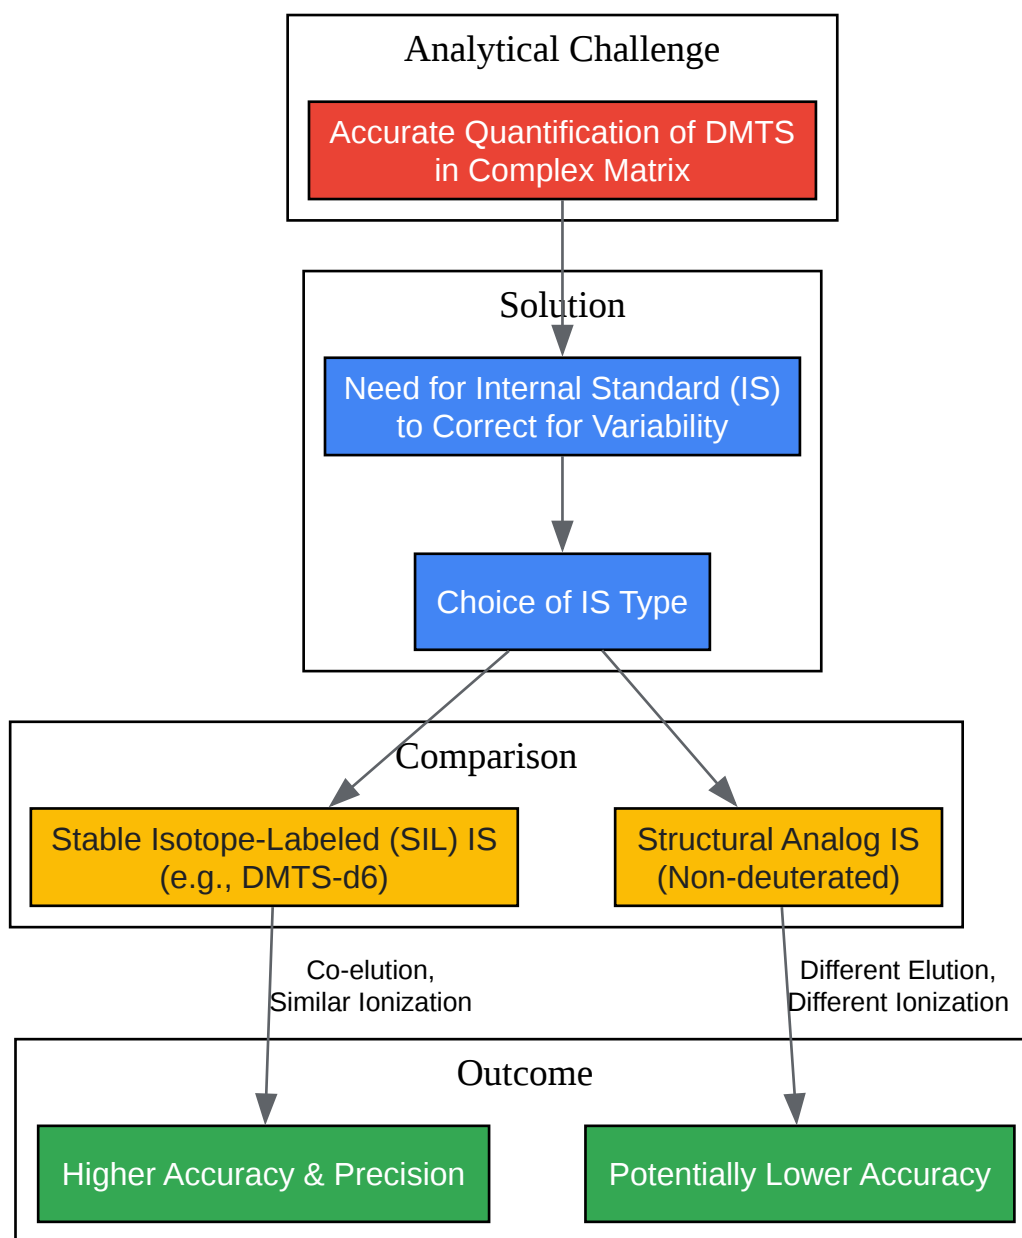 Analytical Challenge
Accurate Quantification of DMTS
in Complex Matrix
Solution
Need for Internal Standard (IS)
to Correct for Variability
Choice of IS Type
Comparison
Stable Isotope-Labeled (SIL) IS
(e.g., DMTS-d6)
Structural Analog IS
(Non-deuterated)
Co-elution,
Similar Ionization
Different Elution,
Different Ionization
Outcome
Higher Accuracy & Precision
Potentially Lower Accuracy